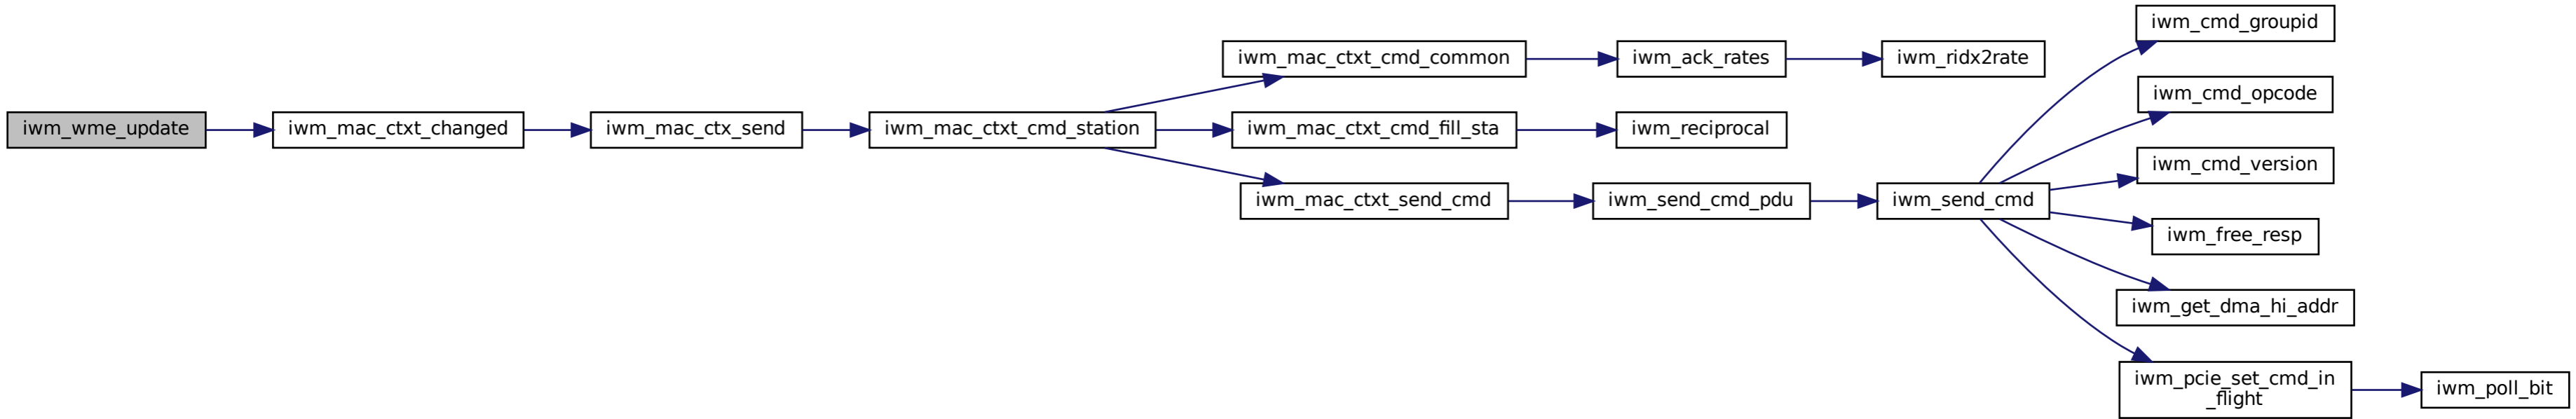 iwm_wme_update
iwm_mac_ctxt_changed
iwm_mac_ctx_send
iwm_mac_ctxt_cmd_station
iwm_mac_ctxt_cmd_common
iwm_ack_rates
iwm_ridx2rate
iwm_mac_ctxt_cmd_fill_sta
iwm_reciprocal
iwm_mac_ctxt_send_cmd
iwm_send_cmd_pdu
iwm_send_cmd
iwm_cmd_groupid
iwm_cmd_opcode
iwm_cmd_version
iwm_free_resp
iwm_get_dma_hi_addr
iwm_pcie_set_cmd_in
_flight
iwm_poll_bit